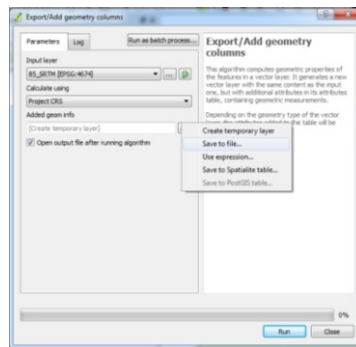 Export/Add geometry columns
Parameters
Log
Run as batch process...
Input layer
BS_SRTM [EPSG:4674]
...
Calculate using
Project CRS
Added geom info
[Create temporary layer]
Open output file after running algorithm
Export/Add geometry
columns
This algorithm computes geometric properties of
the features in a vector layer. It generates a new
vector layer with the same content as the input
one, but with additional attributes in its attributes
table, containing geometric measurements.
Depending on the geometry type of the vector
the table will be
Create temporary layer
Save to file...
Use expression...
Save to Spatialite table...
Save to PostGIS table...
0%
Run
Close